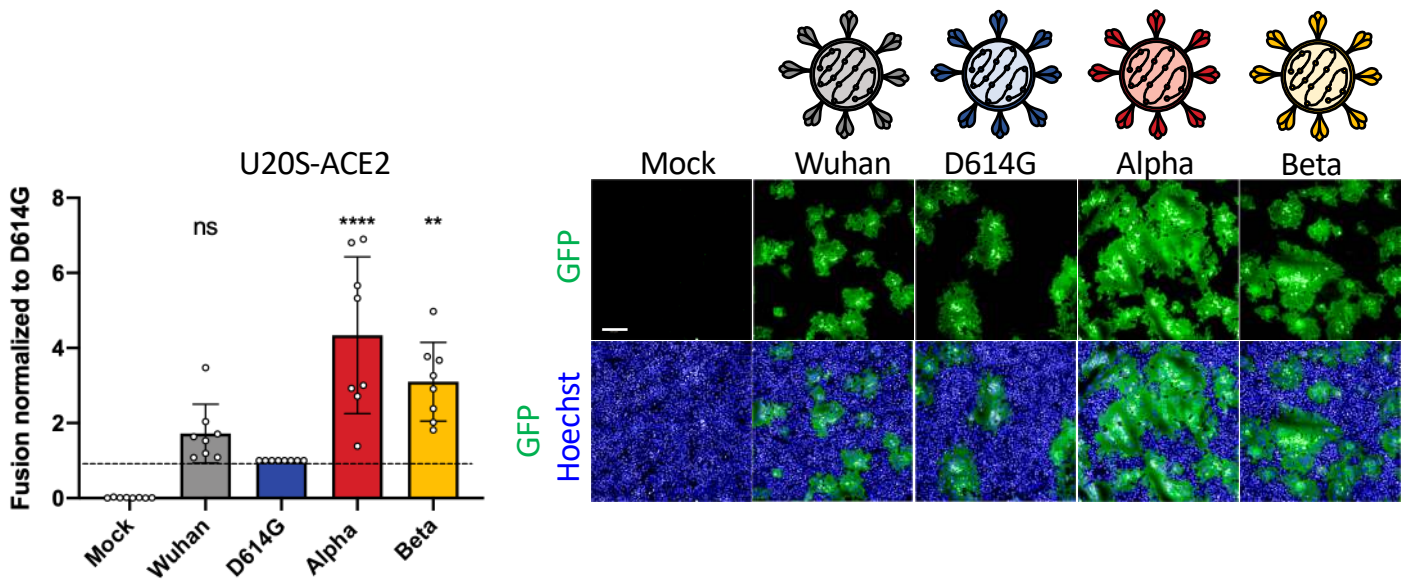 U20S-ACE2
Fusion normalized to D614G
8
6
4
2
0
ns
****
**
Mock
Wuhan
D614G
Alpha
Beta
Mock Wuhan D614G Alpha Beta
GFP
GFP
Hoechst